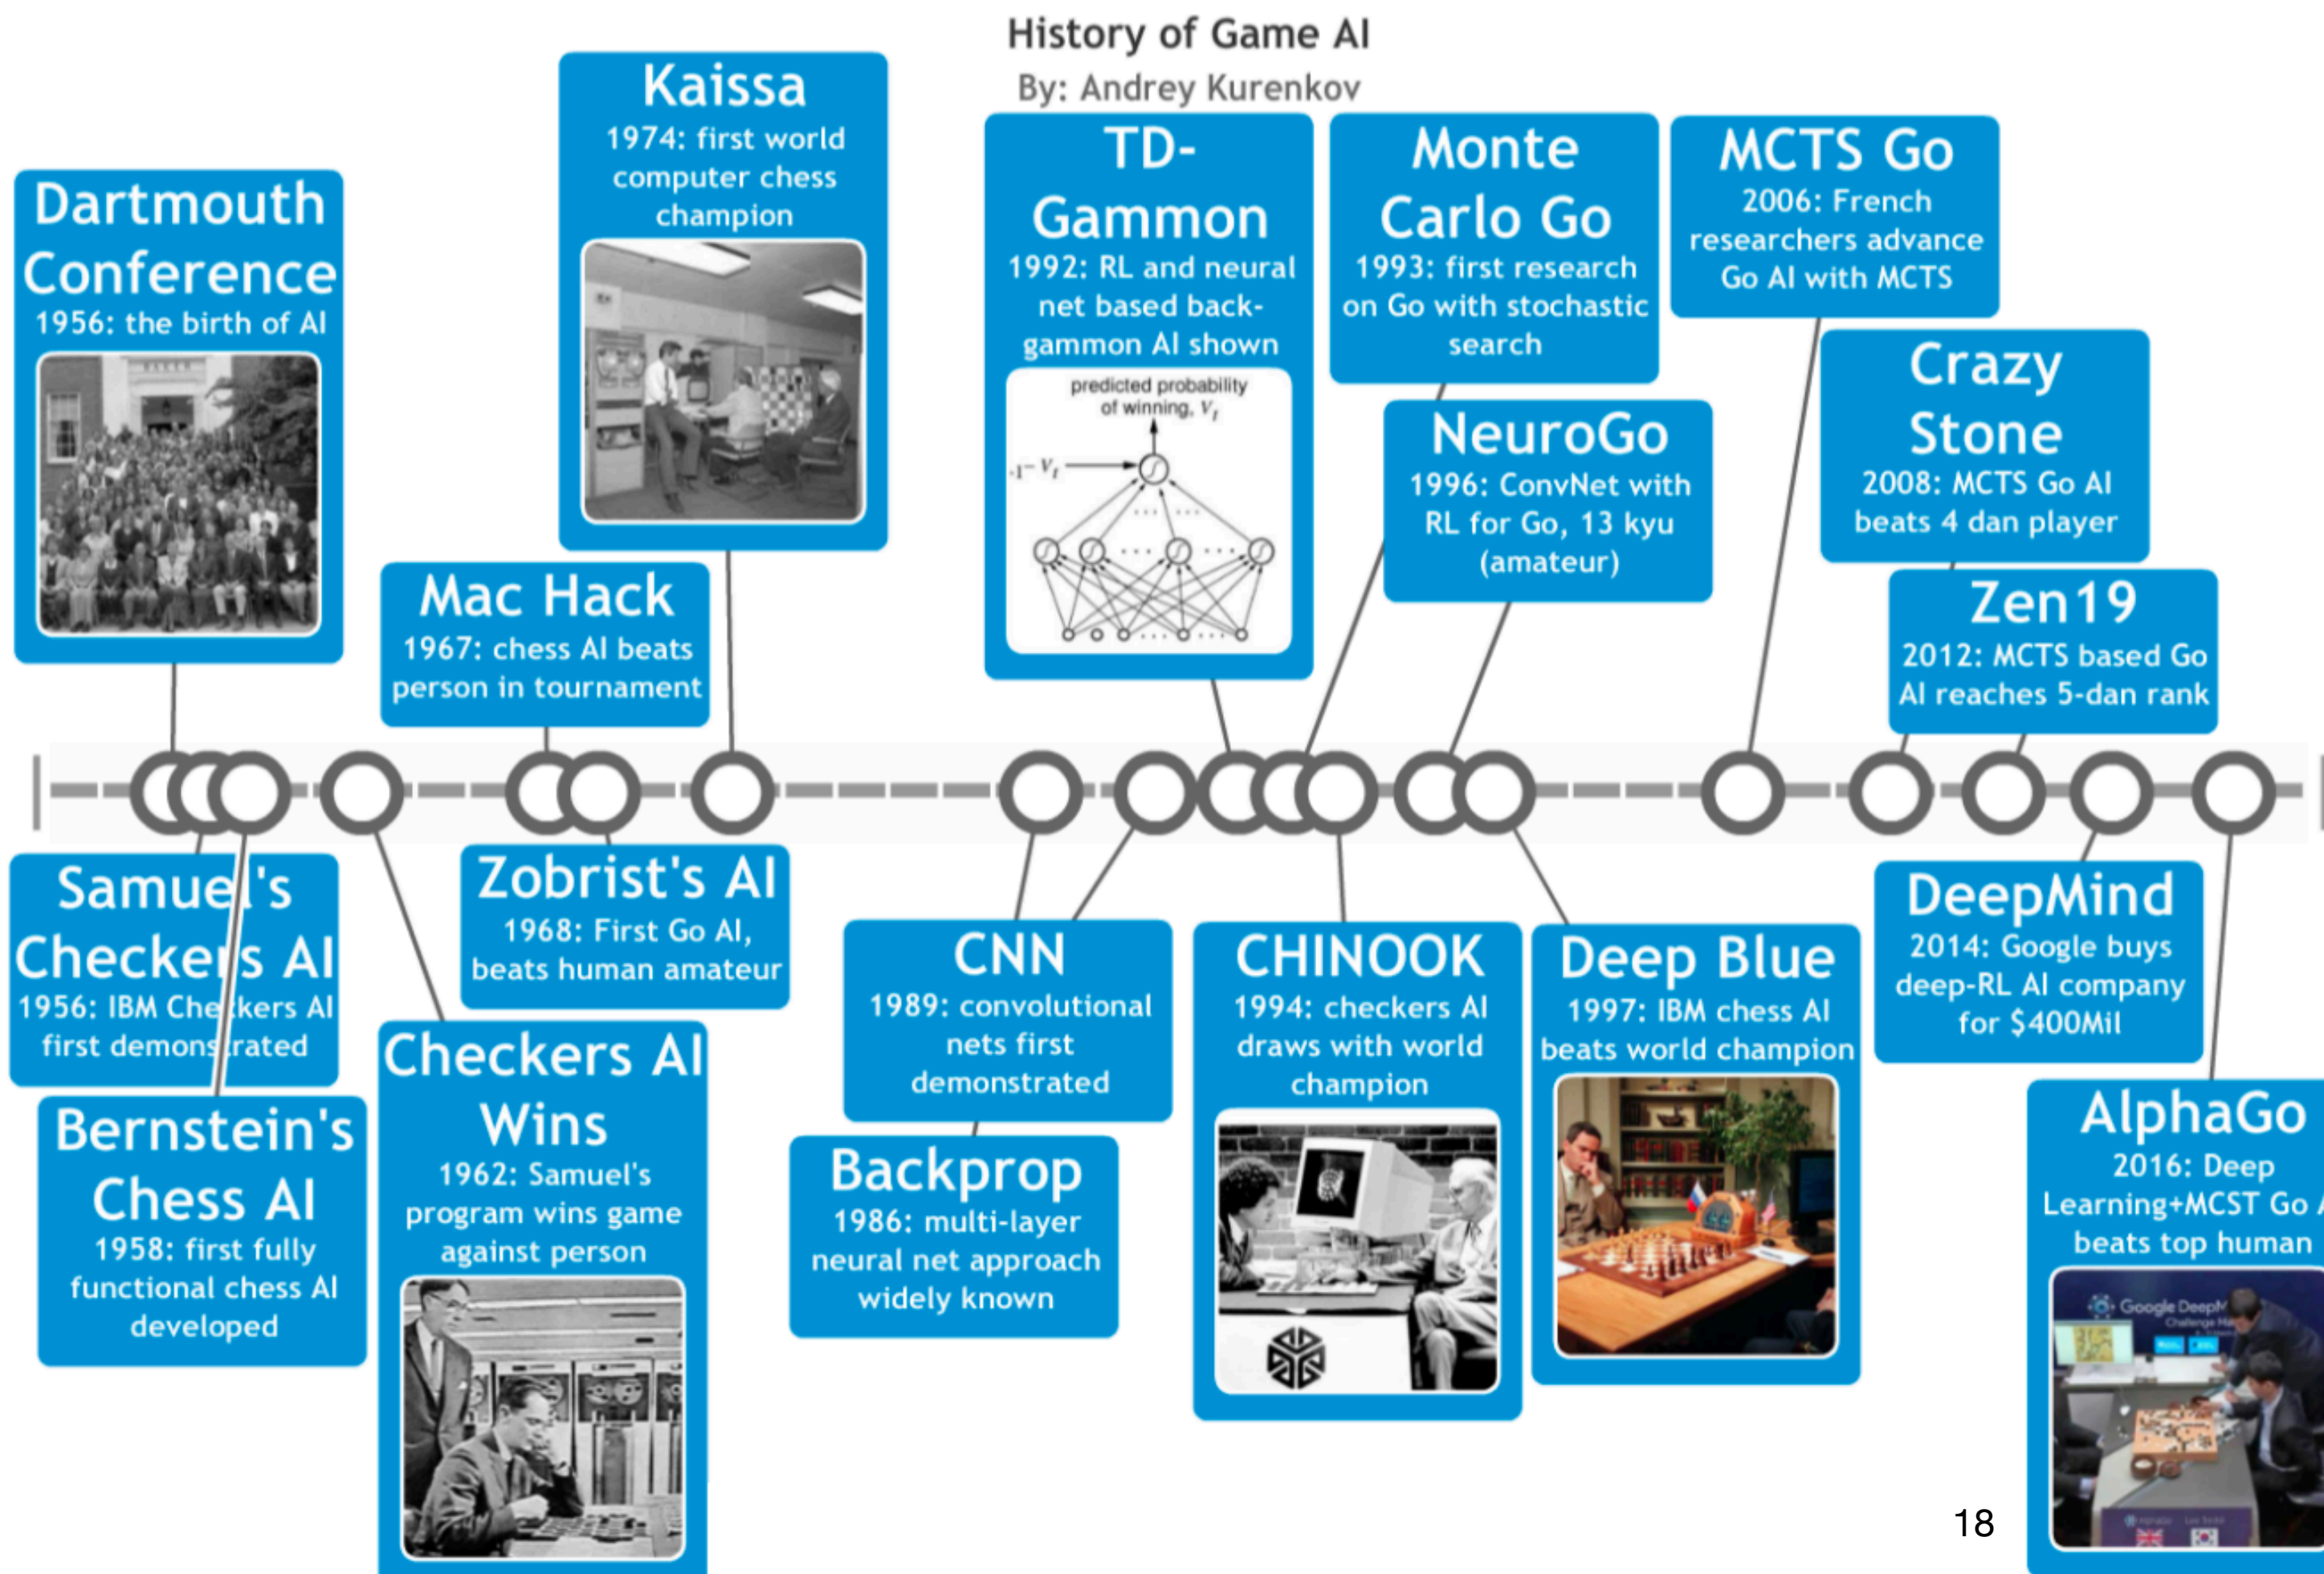 History of Game AI
By: Andrey Kurenkov
Dartmouth
Conference
1956: the birth of AI
Kaissa
1974: first world
computer chess
champion
Mac Hack
1967: chess AI beats
person in tournament
TD-
Gammon
1992: RL and neural
net based back-
gammon AI shown
predicted probability
of winning, Vt
-1- Vt
Monte
Carlo Go
1993: first research
on Go with stochastic
search
NeuroGo
1996: ConvNet with
RL for Go, 13 kyu
(amateur)
MCTS Go
2006: French
researchers advance
Go AI with MCTS
Crazy
Stone
2008: MCTS Go AI
beats 4 dan player
Zen19
2012: MCTS based Go
AI reaches 5-dan rank
Samuel's
Checkers AI
1956: IBM Checkers AI
first demonstrated
Bernstein's
Chess AI
1958: first fully
functional chess AI
developed
Checkers AI
Wins
1962: Samuel's
program wins game
against person
Zobrist's AI
1968: First Go AI,
beats human amateur
CNN
1989: convolutional
nets first
demonstrated
Backprop
1986: multi-layer
neural net approach
widely known
CHINOOK
1994: checkers AI
draws with world
champion
Deep Blue
1997: IBM chess AI
beats world champion
DeepMind
2014: Google buys
deep-RL AI company
for $400Mil
AlphaGo
2016: Deep
Learning+MCST Go
beats top human
Google DeepM
Challenge
18